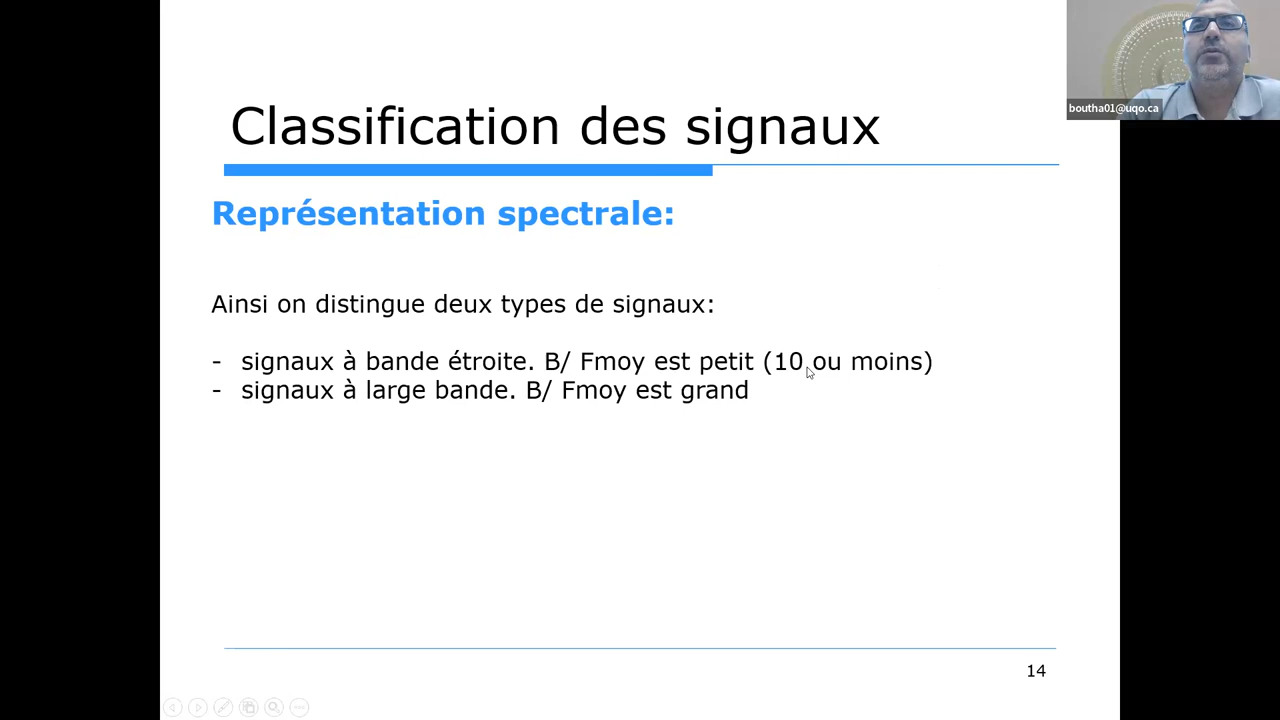 boutha01@uqo.ca
Classification des signaux
Représentation spectrale:
Ainsi on distingue deux types de signaux:
- signaux à bande étroite. B/ Fmoy est petit (10 ou moins)
- signaux à large bande. B/ Fmoy est grand
14